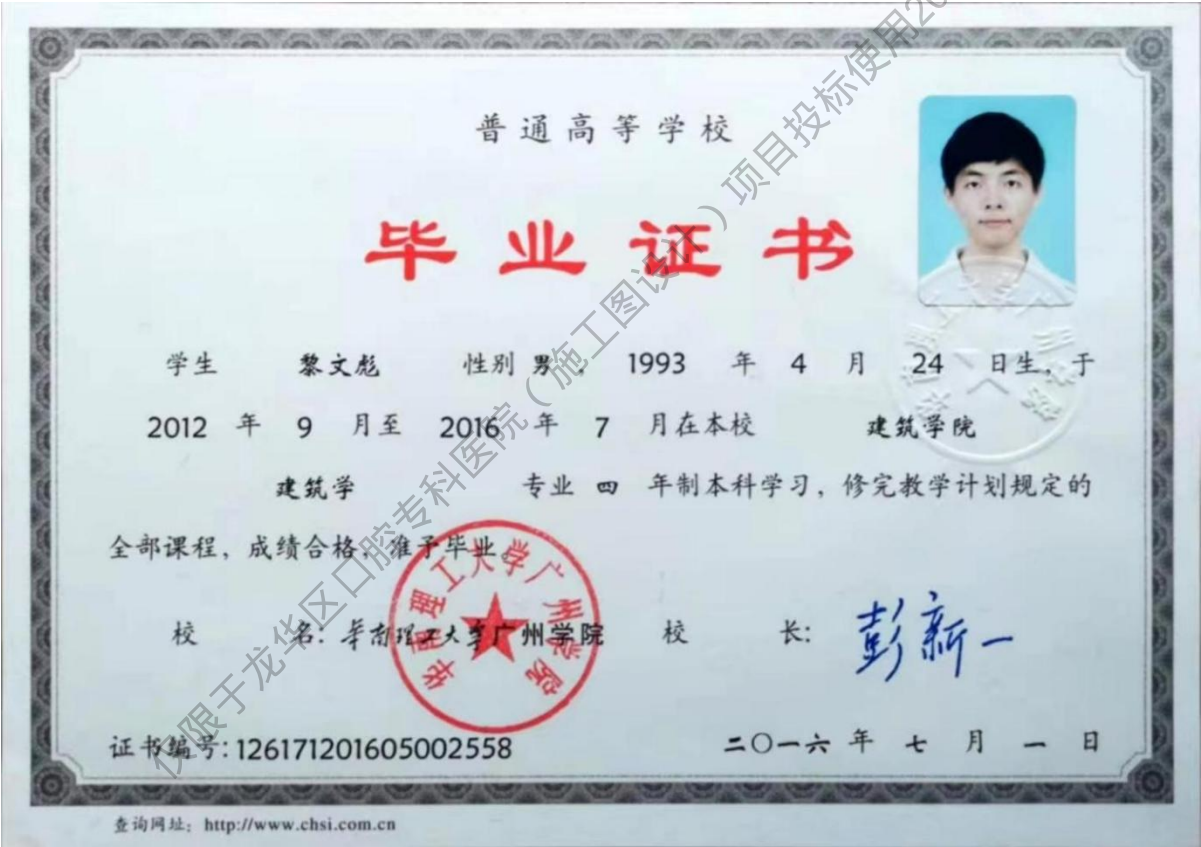 普通高等学校
毕业证书
学生 黎文彪 性别 男, 1993 年 4 月 24 日生, 于
2012 年 9 月至 2016 年 7 月在本校 建筑学院
建筑学 专业 四 年制本科学习, 修完教学计划规定的
全部课程, 成绩合格, 准予毕业。
校 名: 华南理工大学广州学院 校 长: 彭新一
华南理工大学广州学院
证书编号: 126171201605002558 二〇一六 年 七 月 一 日
查询网址: http://www.chsi.com.cn
仅限于龙华区口腔专科医院(施工图设计)项目投标使用20